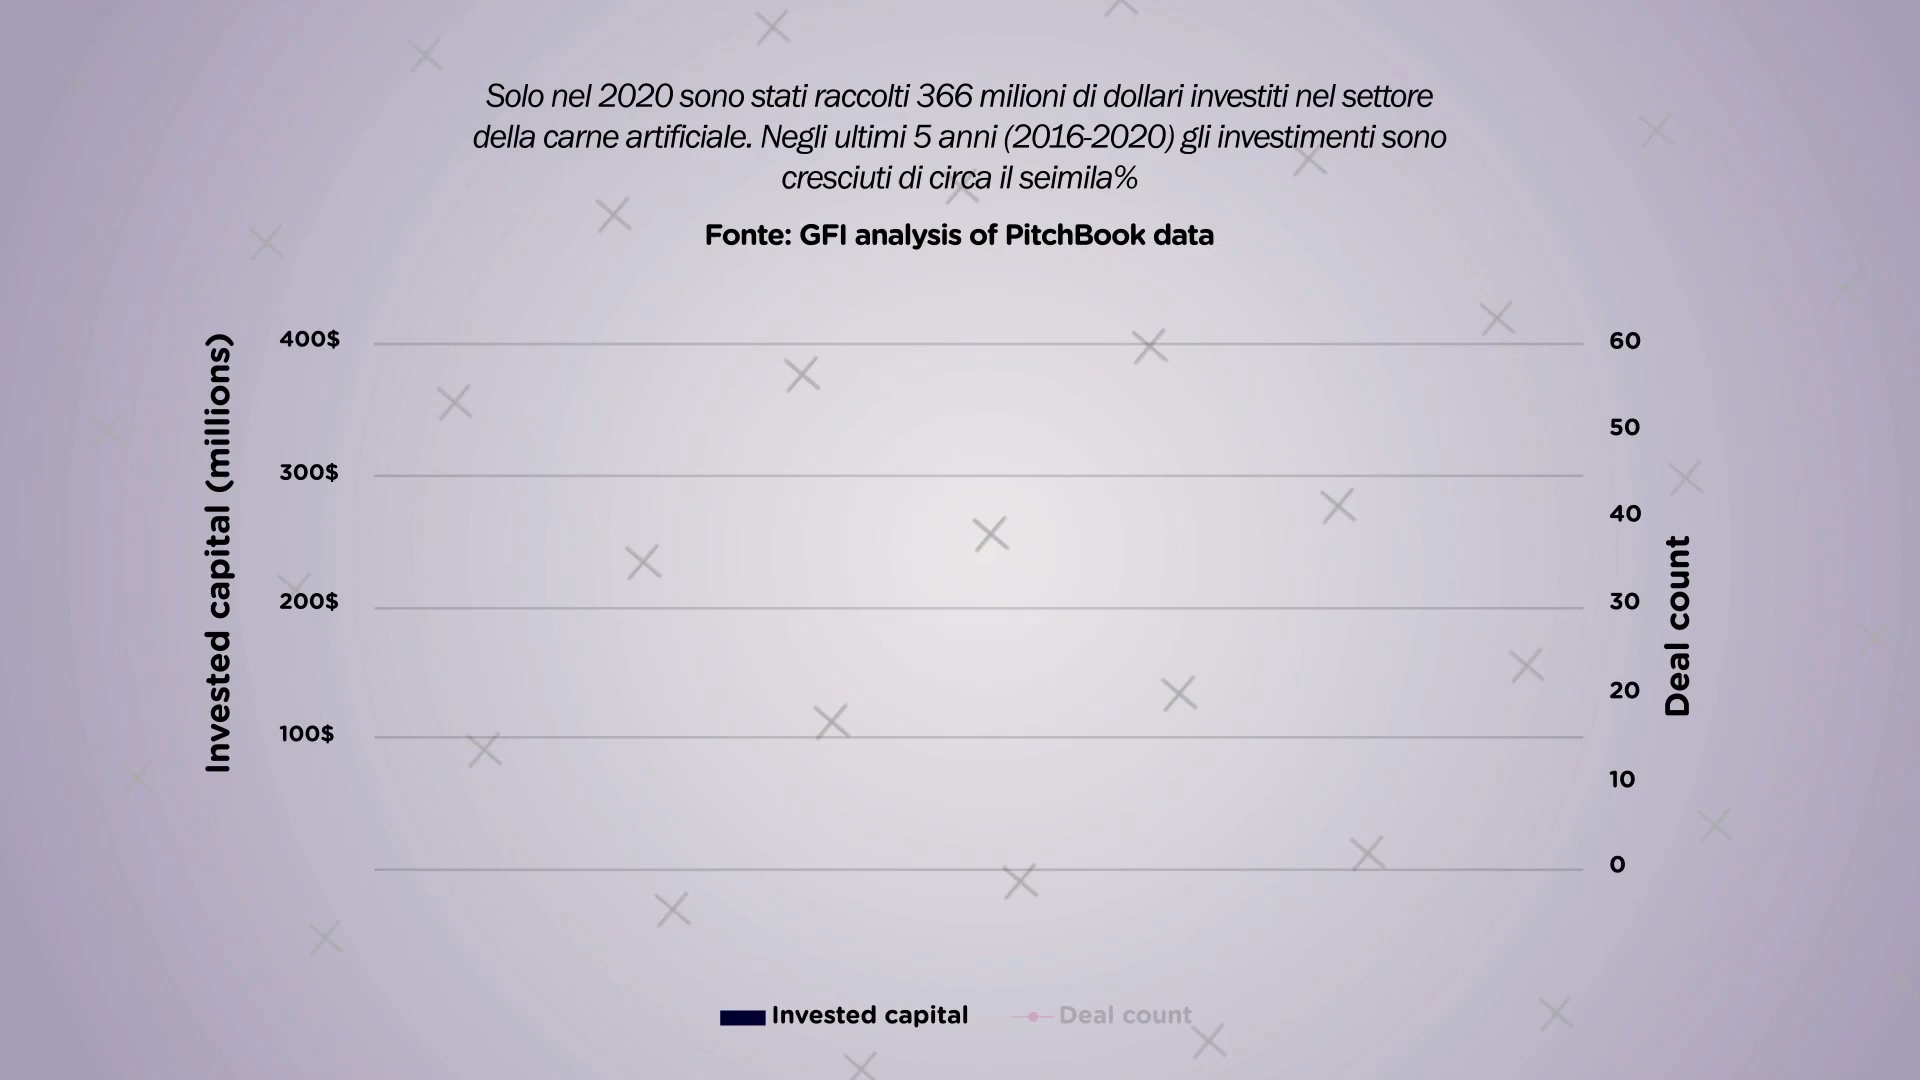 Solo nel 2020 sono stati raccolti 366 milioni di dollari investiti nel settore
della carne artificiale. Negli ultimi 5 anni (2016-2020) gli investimenti sono
cresciuti di circa il seimila%
Fonte: GFI analysis of PitchBook data
Invested capital (millions)
400$
300$
200$
100$
60
50
40
30
20
10
0
Deal count
Invested capital
Deal count